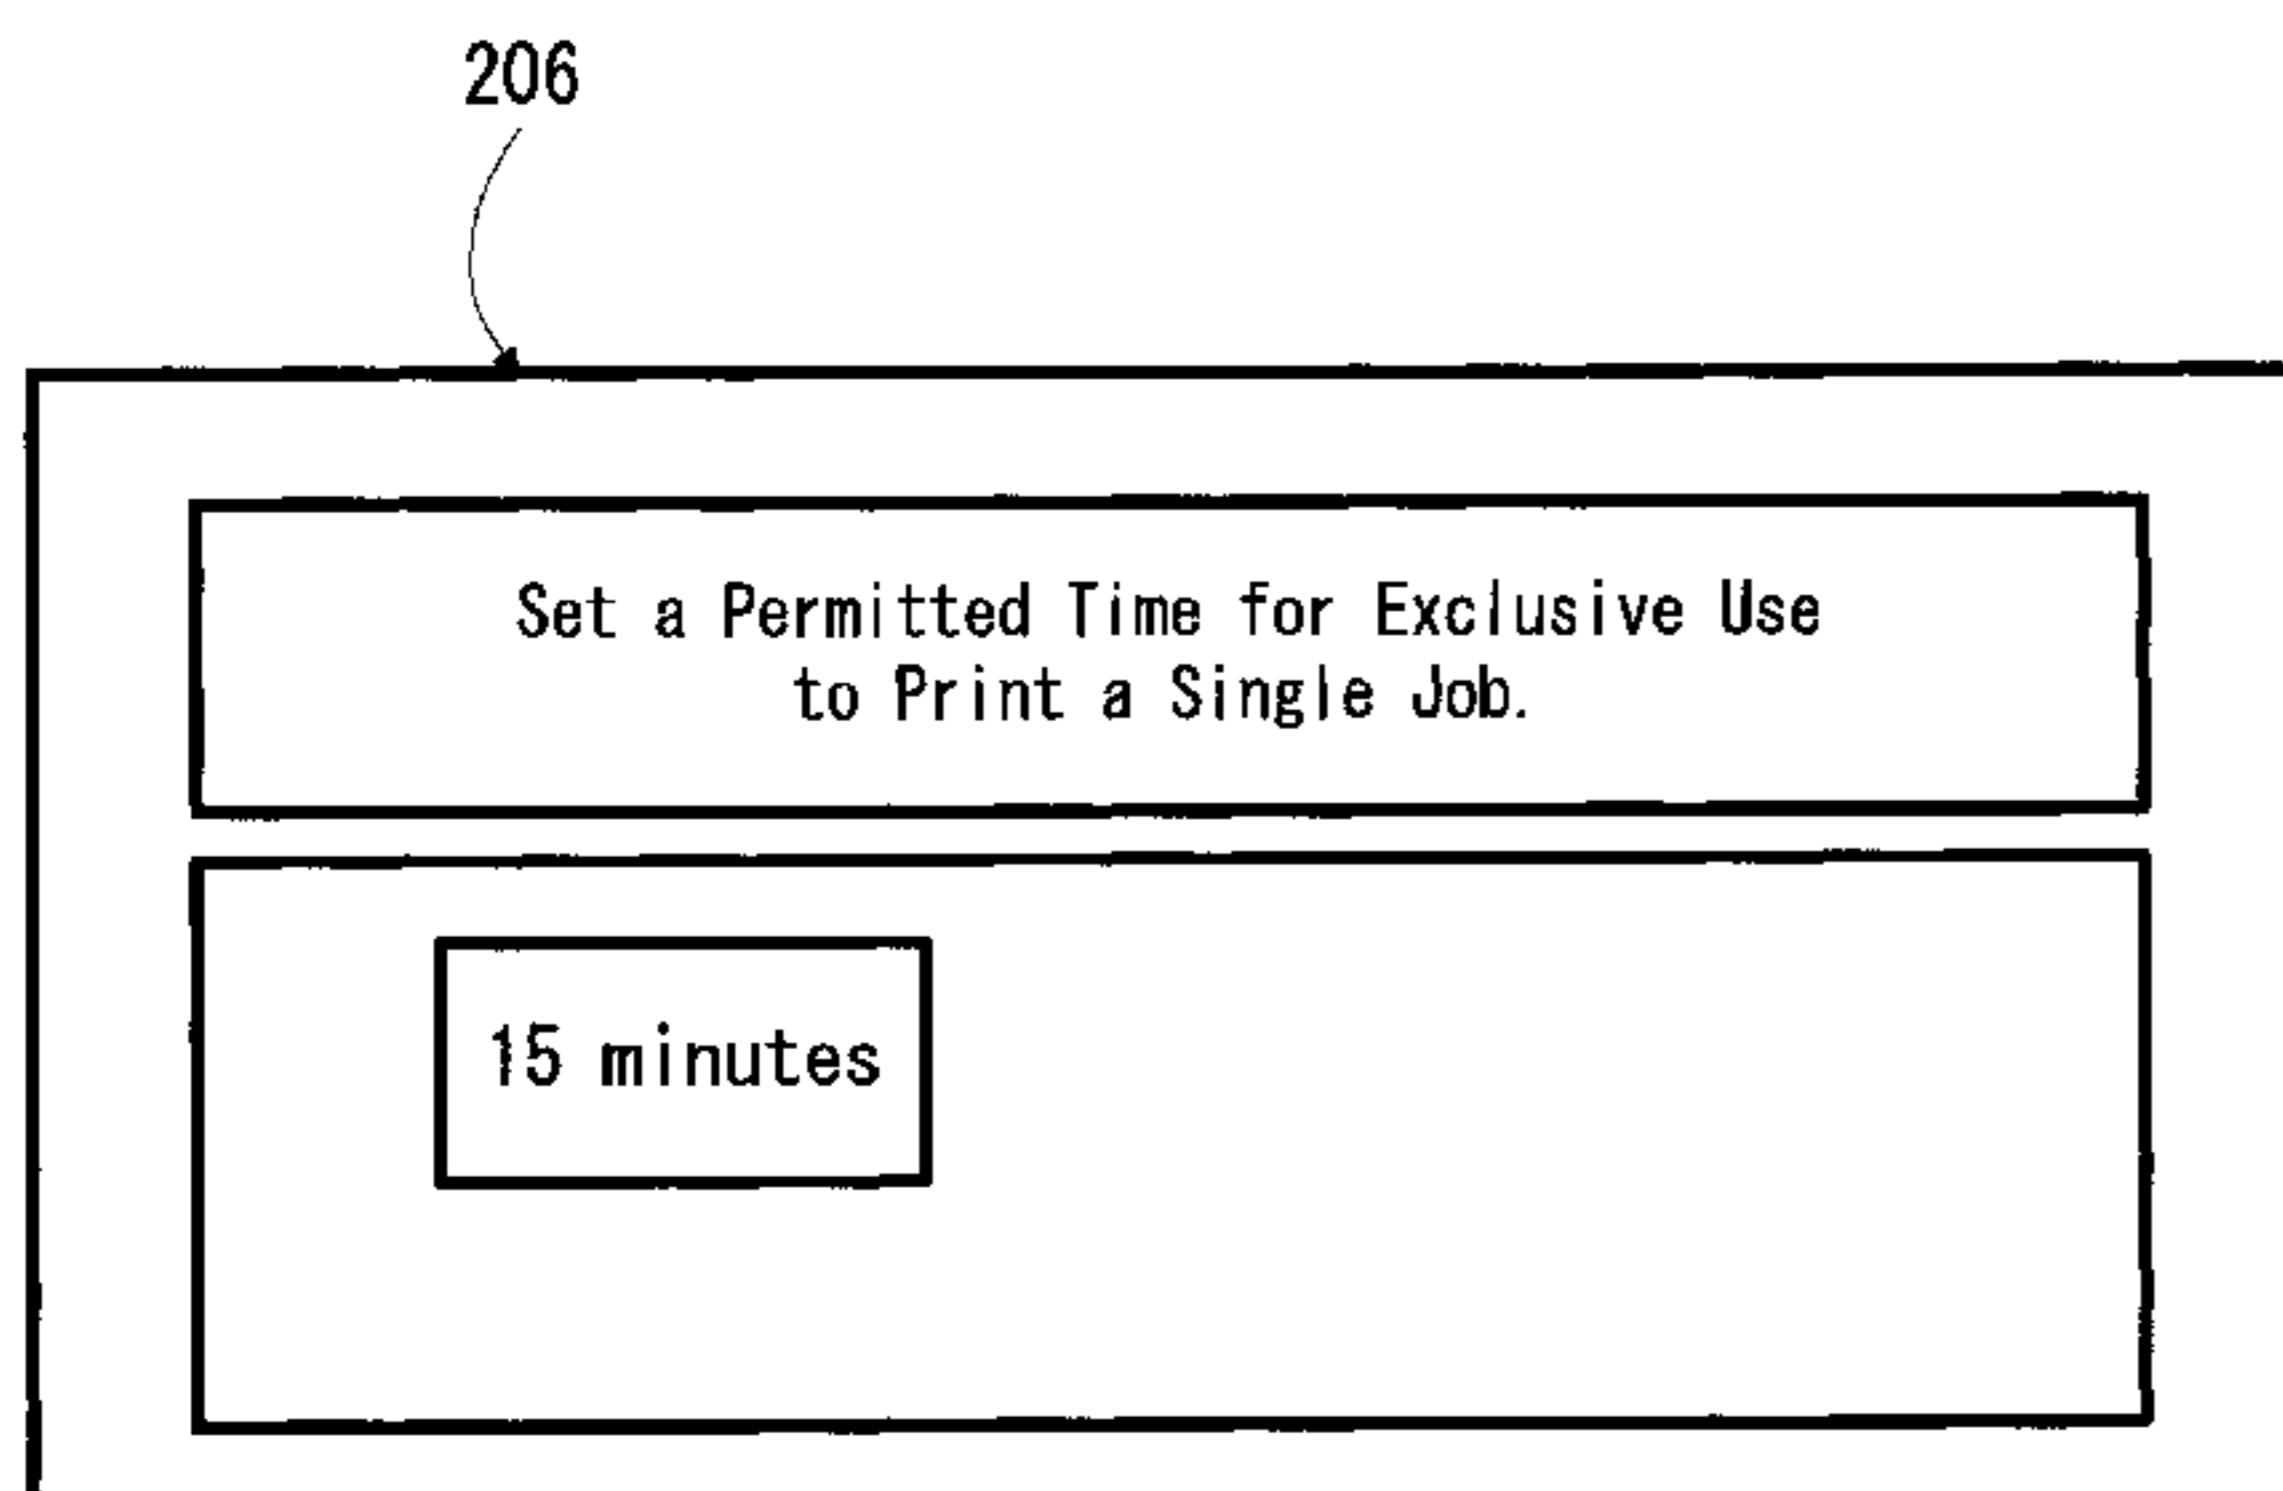 206
Set a Permitted Time for Exclusive Use
to Print a Single Job.
15 minutes